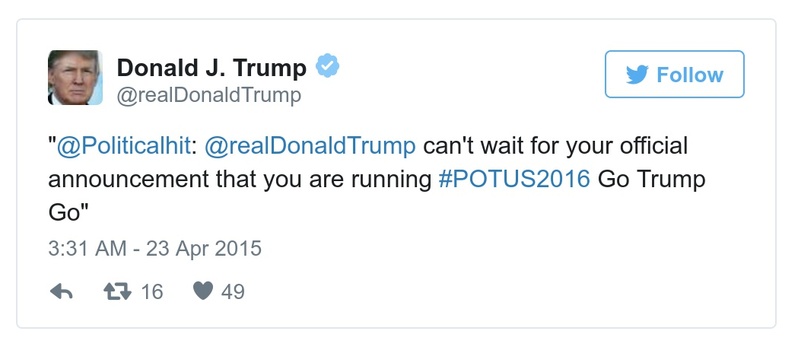 Donald J. Trump
@realDonaldTrump
Follow
"@Politicalhit: @realDonaldTrump can't wait for your official
announcement that you are running #POTUS2016 Go Trump
Go"
3:31 AM - 23 Apr 2015
16 49